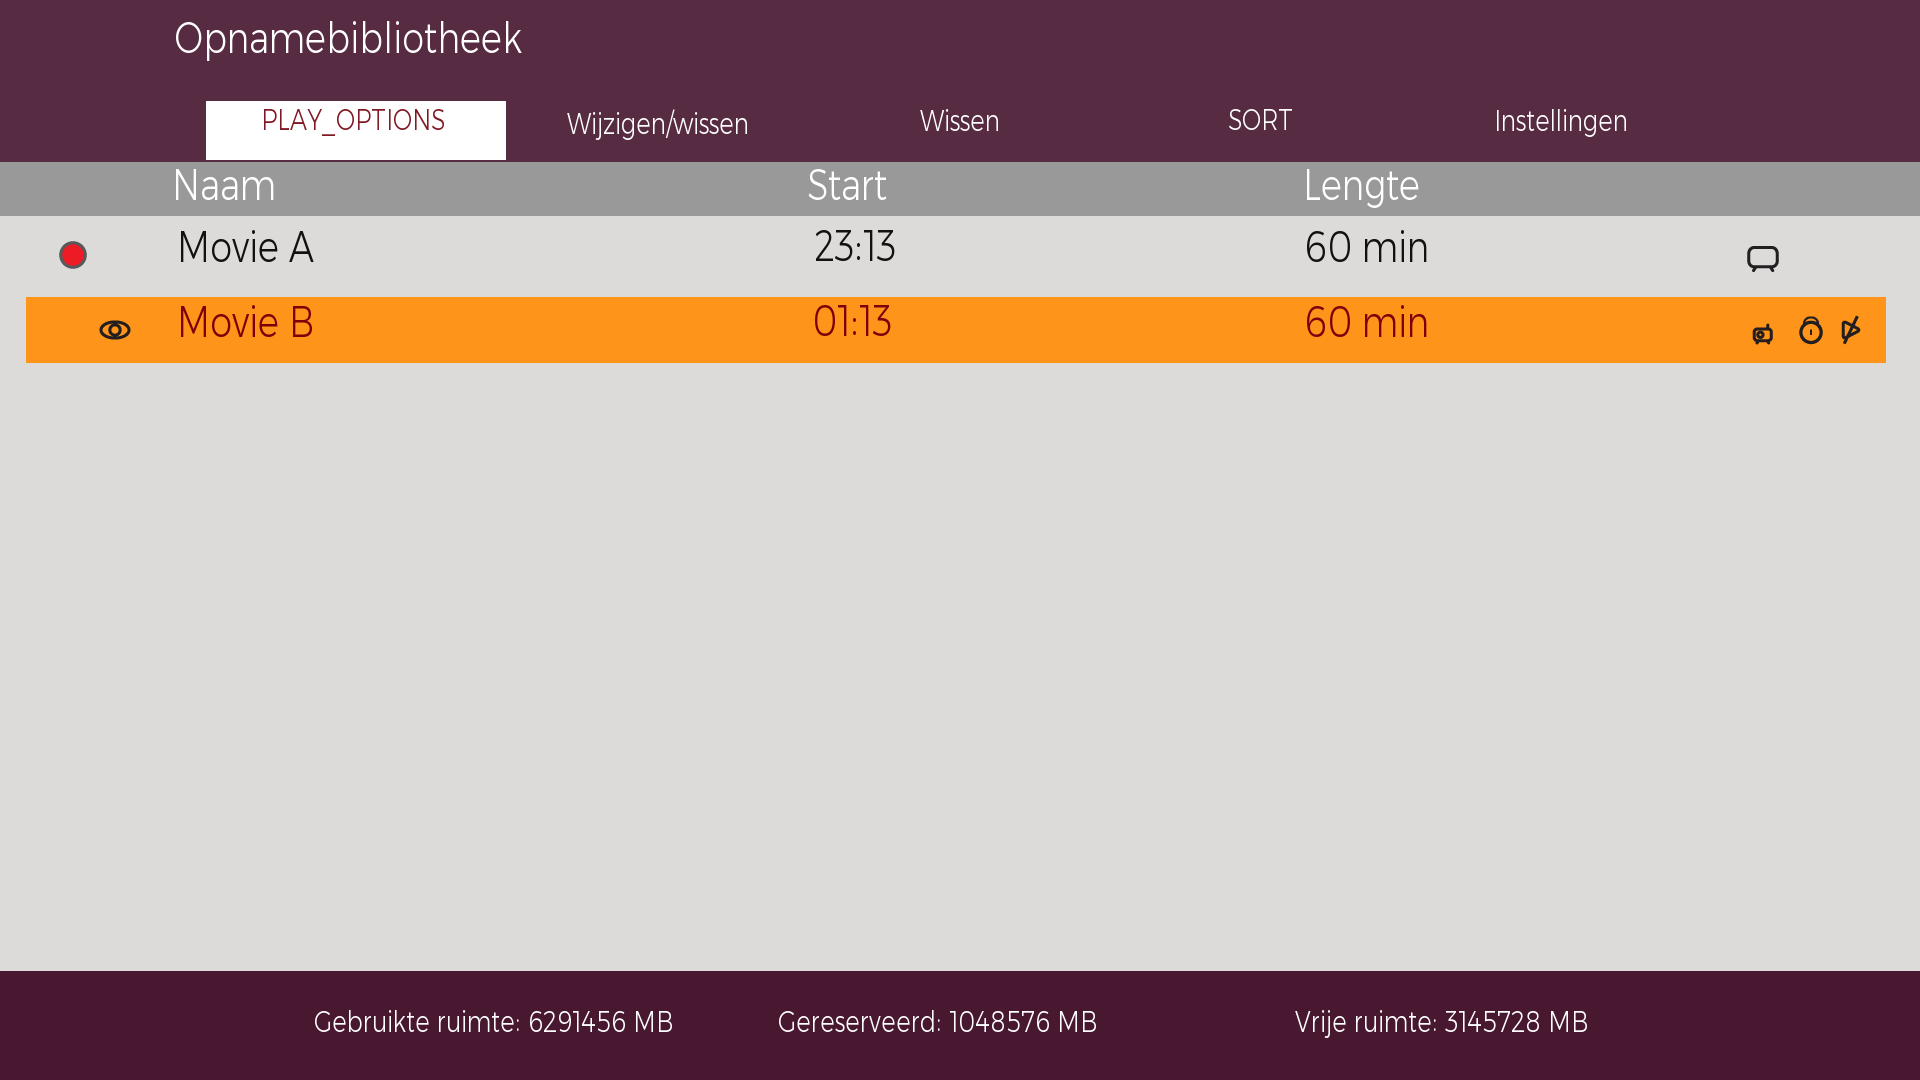 Opnamebibliotheek
PLAY_OPTIONS Wijzigen/wissen Wissen SORT Instellingen
Naam Start Lengte
Movie A 23:13 60 min
Movie B 01:13 60 min
Gebruikte ruimte: 6291456 MB Gereserveerd: 1048576 MB Vrije ruimte: 3145728 MB